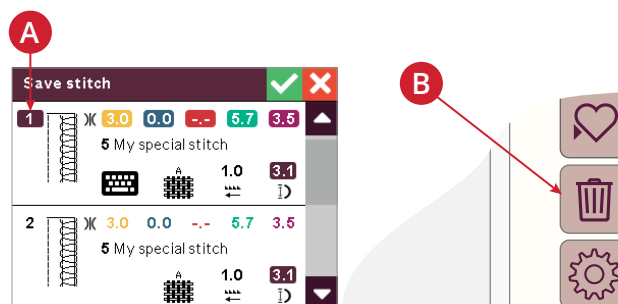 A
B
Save stitch
1 3.0 0.0 -.- 5.7 3.5
5 My special stitch
A 1.0 3.1
2 3.0 0.0 -.- 5.7 3.5
5 My special stitch
A 1.0 3.1